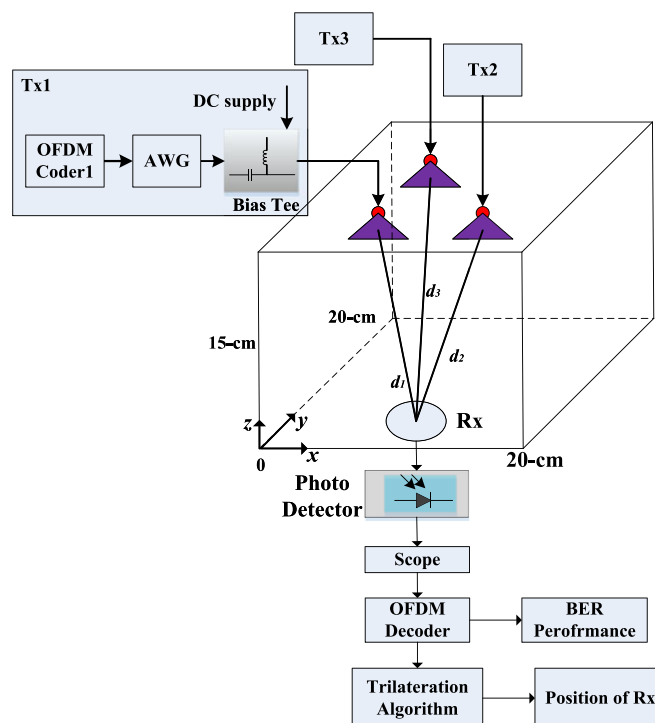 Tx3
Tx2
Tx1
DC supply
OFDM
Coder1
AWG
Bias Tee
d3
20-cm
15-cm
d1
d2
z
y
x
0
Rx
20-cm
Photo
Detector
Scope
OFDM
Decoder
BER
Perofrmance
Trilateration
Algorithm
Position of Rx